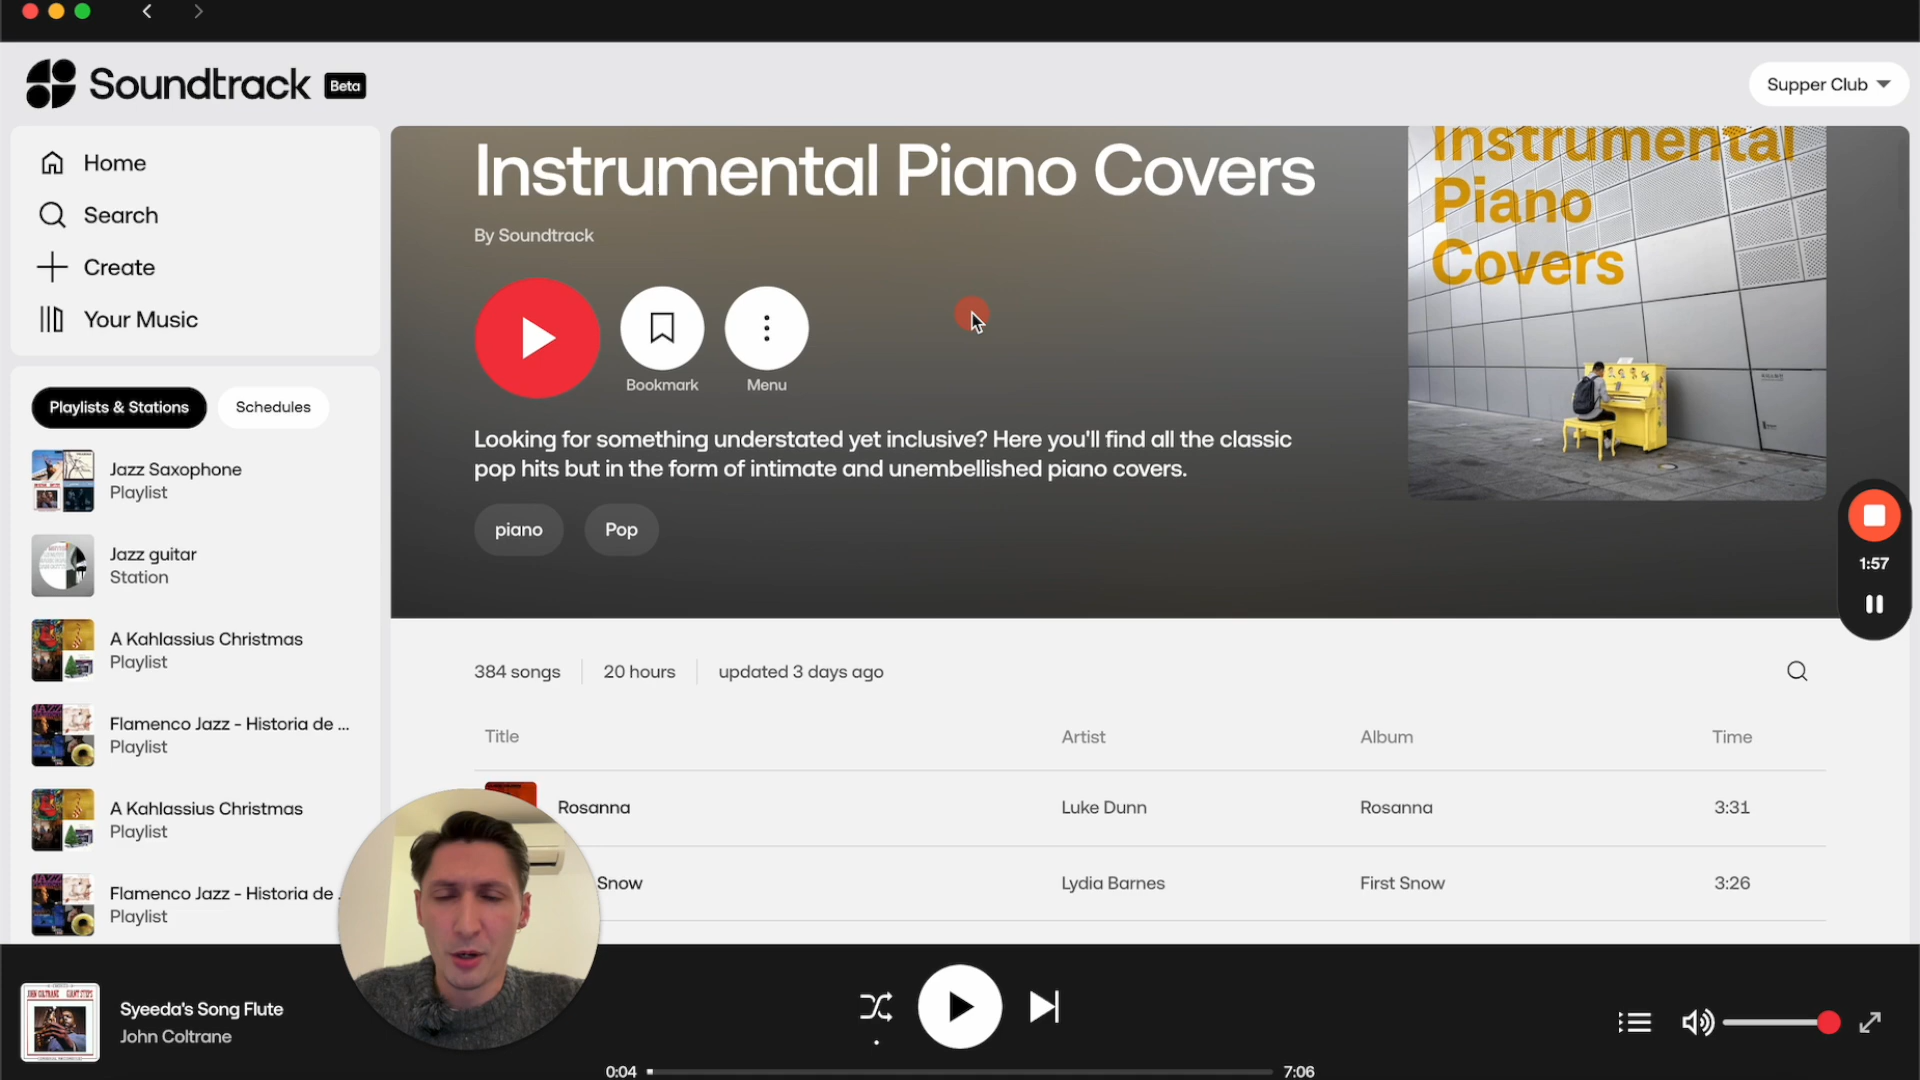 Soundtrack Beta
Supper Club
Home
Search
Create
Your Music
Playlists & Stations
Schedules
Jazz Saxophone
Playlist
Jazz guitar
Station
A Kahlassius Christmas
Playlist
Flamenco Jazz - Historia de ...
Playlist
A Kahlassius Christmas
Playlist
Flamenco Jazz - Historia de
Playlist
Instrumental Piano Covers
By Soundtrack
Bookmark
Menu
Looking for something understated yet inclusive? Here you'll find all the classic
pop hits but in the form of intimate and unembellished piano covers.
piano
Pop
Instrumental
Piano
Covers
1:57
384 songs
20 hours
updated 3 days ago
Title
Artist
Album
Time
Rosanna
Luke Dunn
Rosanna
3:31
Snow
Lydia Barnes
First Snow
3:26
JOHN COLTRANE GIANT STEPS
Syeeda's Song Flute
John Coltrane
0:04
7:06